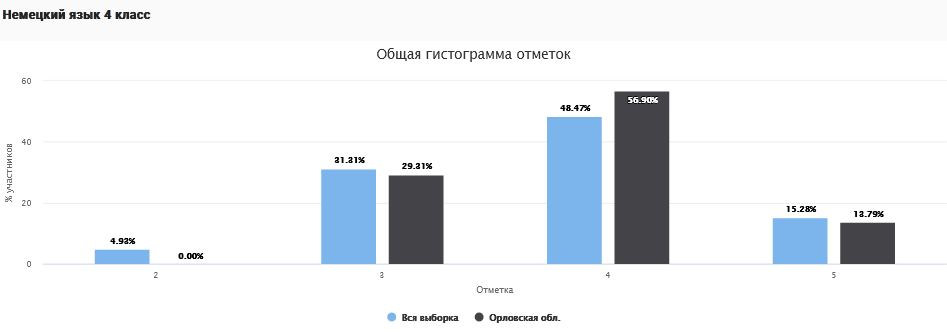 Немецкий язык 4 класс
Общая гистограмма отметок
% участников
60
40
20
0
4.93%
0.00%
31.31%
29.31%
48.47%
56.90%
15.28%
13.79%
2
3
4
5
Отметка
Вся выборка
Орловская обл.